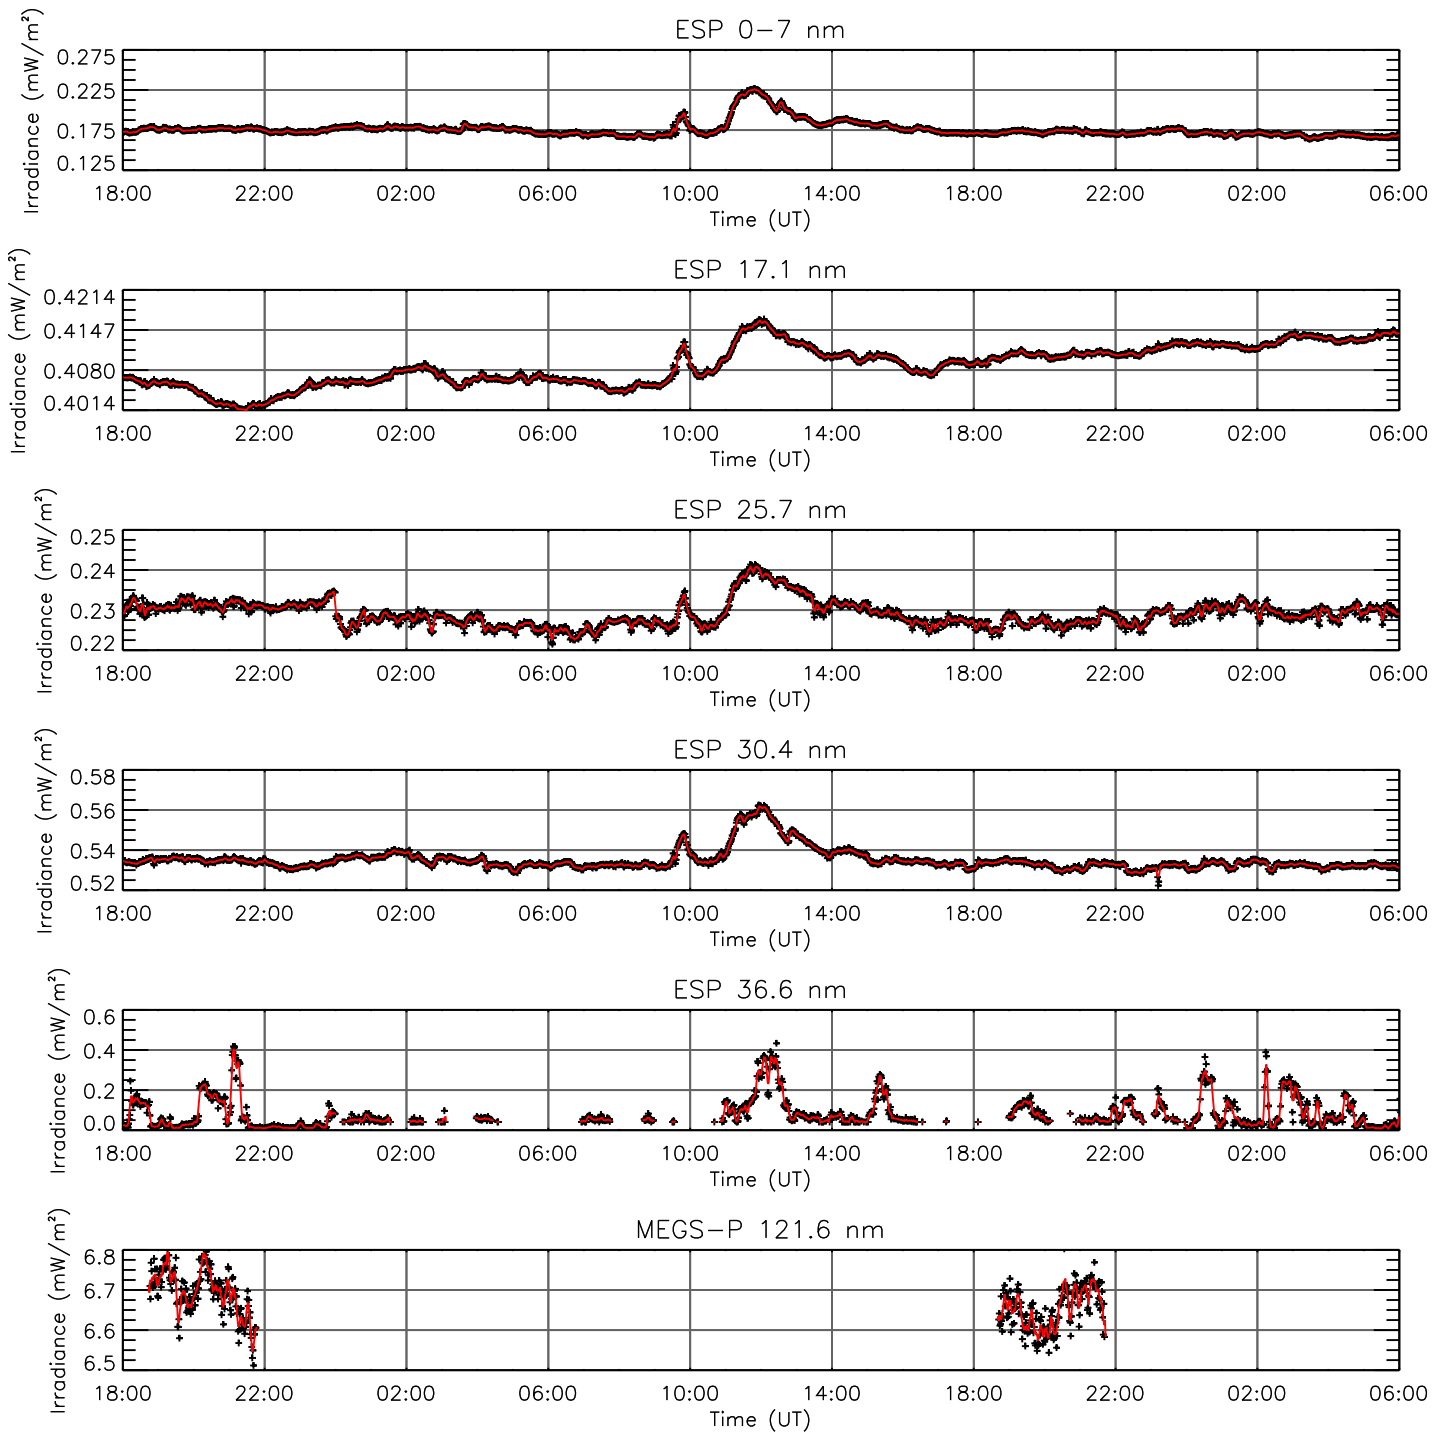 ESP 0-7 nm
Irradiance (mW/m²)
0.275
0.225
0.175
0.125
18:00 22:00 02:00 06:00 10:00 14:00 18:00 22:00 02:00 06:00
Time (UT)
ESP 17.1 nm
Irradiance (mW/m²)
0.4214
0.4147
0.4080
0.4014
18:00 22:00 02:00 06:00 10:00 14:00 18:00 22:00 02:00 06:00
Time (UT)
ESP 25.7 nm
Irradiance (mW/m²)
0.25
0.24
0.23
0.22
18:00 22:00 02:00 06:00 10:00 14:00 18:00 22:00 02:00 06:00
Time (UT)
ESP 30.4 nm
Irradiance (mW/m²)
0.58
0.56
0.54
0.52
18:00 22:00 02:00 06:00 10:00 14:00 18:00 22:00 02:00 06:00
Time (UT)
ESP 36.6 nm
Irradiance (mW/m²)
0.6
0.4
0.2
0.0
18:00 22:00 02:00 06:00 10:00 14:00 18:00 22:00 02:00 06:00
Time (UT)
MEGS-P 121.6 nm
Irradiance (mW/m²)
6.8
6.7
6.6
6.5
18:00 22:00 02:00 06:00 10:00 14:00 18:00 22:00 02:00 06:00
Time (UT)